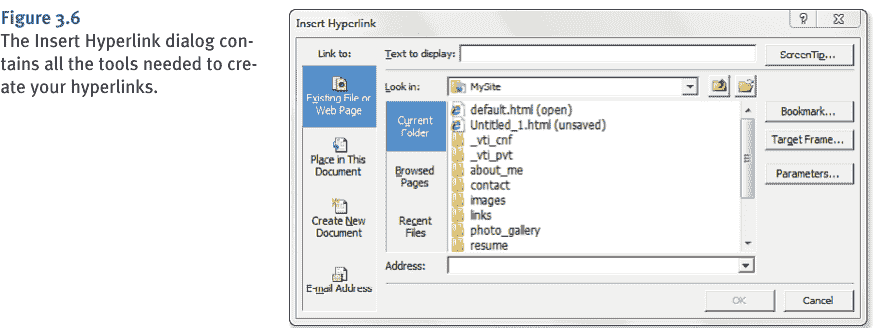 Figure 3.6
The Insert Hyperlink dialog con-
tains all the tools needed to cre-
ate your hyperlinks.
Insert Hyperlink
Link to:
Text to display:
ScreenTip...
Existing File or
Web Page
Look in:
MySite
Place in This
Document
Create New
Document
E-mail Address
Current
Folder
Browsed
Pages
Recent
Files
default.html (open)
Untitled_1.html (unsaved)
_vti_cnf
_vti_pvt
about_me
contact
images
links
photo_gallery
resume
Bookmark...
Target Frame...
Parameters...
Address:
OK
Cancel